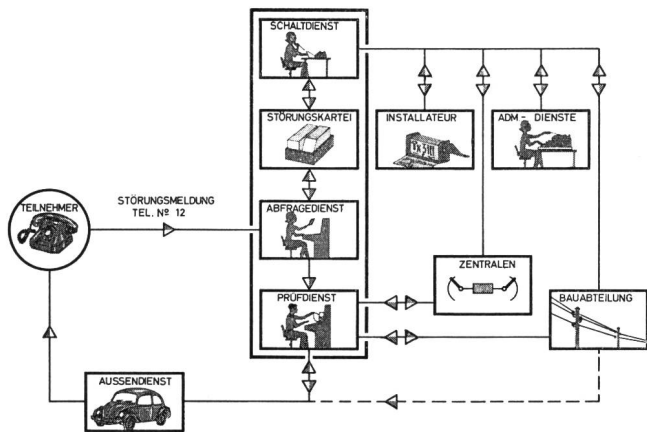 SCHALTDIENST
STÖRUNGSKARTEI
INSTALLATEUR
ADM- DIENSTE
TEILNEHMER
STÖRUNGSMELDUNG
TEL. Nº 12
ABFRAGEDIENST
ZENTRALEN
PRÜFDIENST
BAUABTEILUNG
AUSSENDIENST